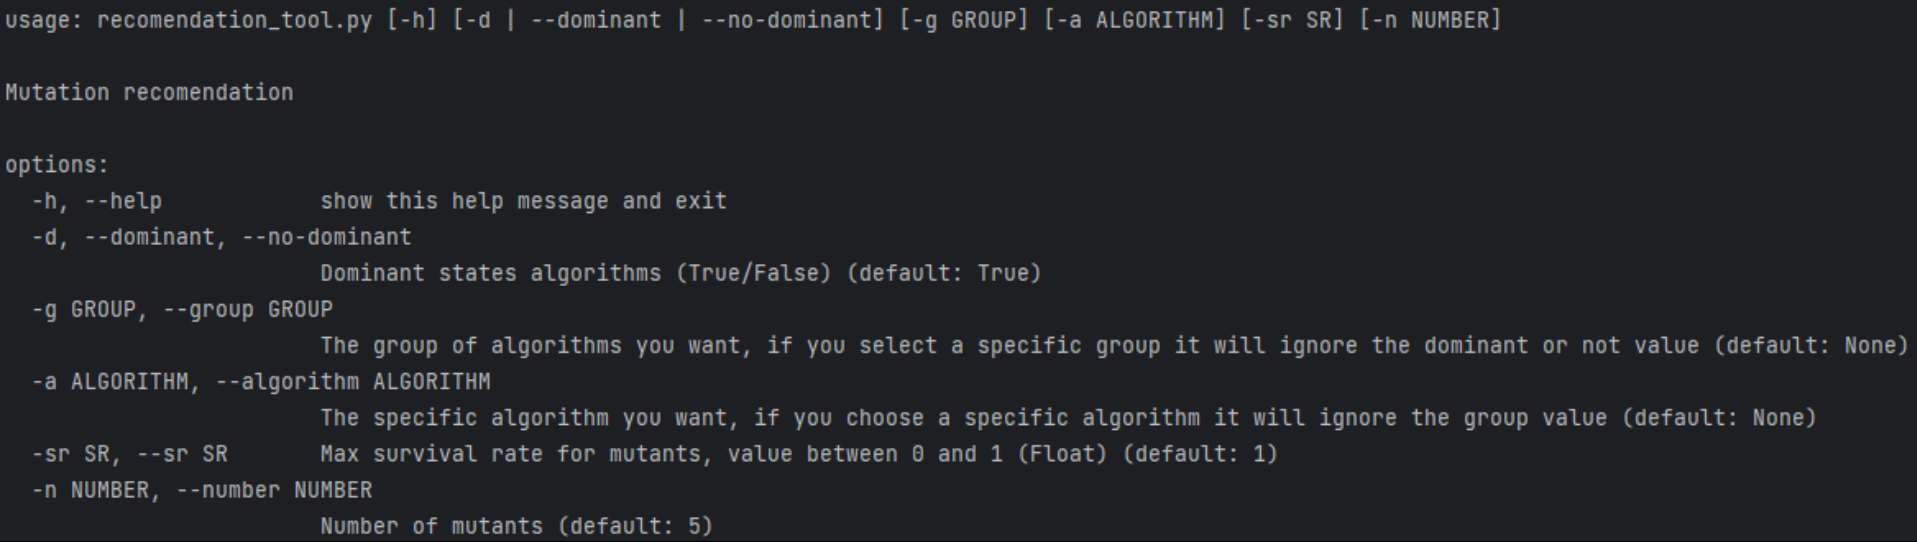 usage: recomendation_tool.py [-h] [-d | --dominant | --no-dominant] [-g GROUP] [-a ALGORITHM] [-sr SR] [-n NUMBER]
Mutation recomendation
options:
-h, --help show this help message and exit
-d, --dominant, --no-dominant
Dominant states algorithms (True/False) (default: True)
-g GROUP, --group GROUP
The group of algorithms you want, if you select a specific group it will ignore the dominant or not value (default: None)
-a ALGORITHM, --algorithm ALGORITHM
The specific algorithm you want, if you choose a specific algorithm it will ignore the group value (default: None)
-sr SR, --sr SR Max survival rate for mutants, value between 0 and 1 (Float) (default: 1)
-n NUMBER, --number NUMBER
Number of mutants (default: 5)